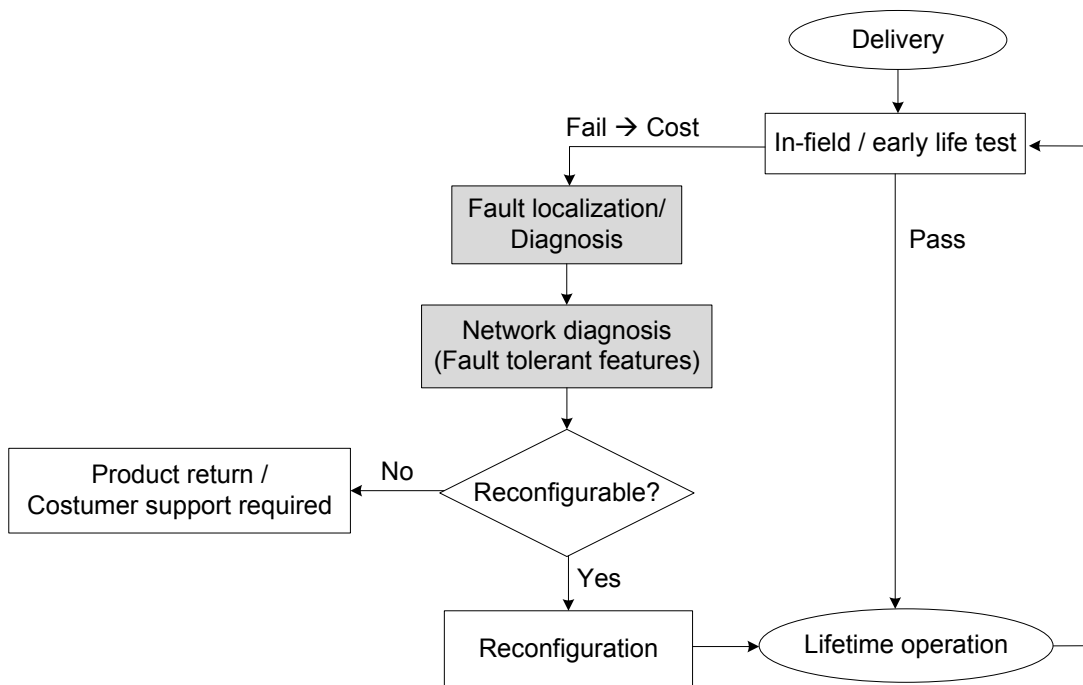 Delivery
In-field / early life test
Fail → Cost
Fault localization/
Diagnosis
Pass
Network diagnosis
(Fault tolerant features)
Reconfigurable?
No
Product return /
Costumer support required
Yes
Reconfiguration
Lifetime operation